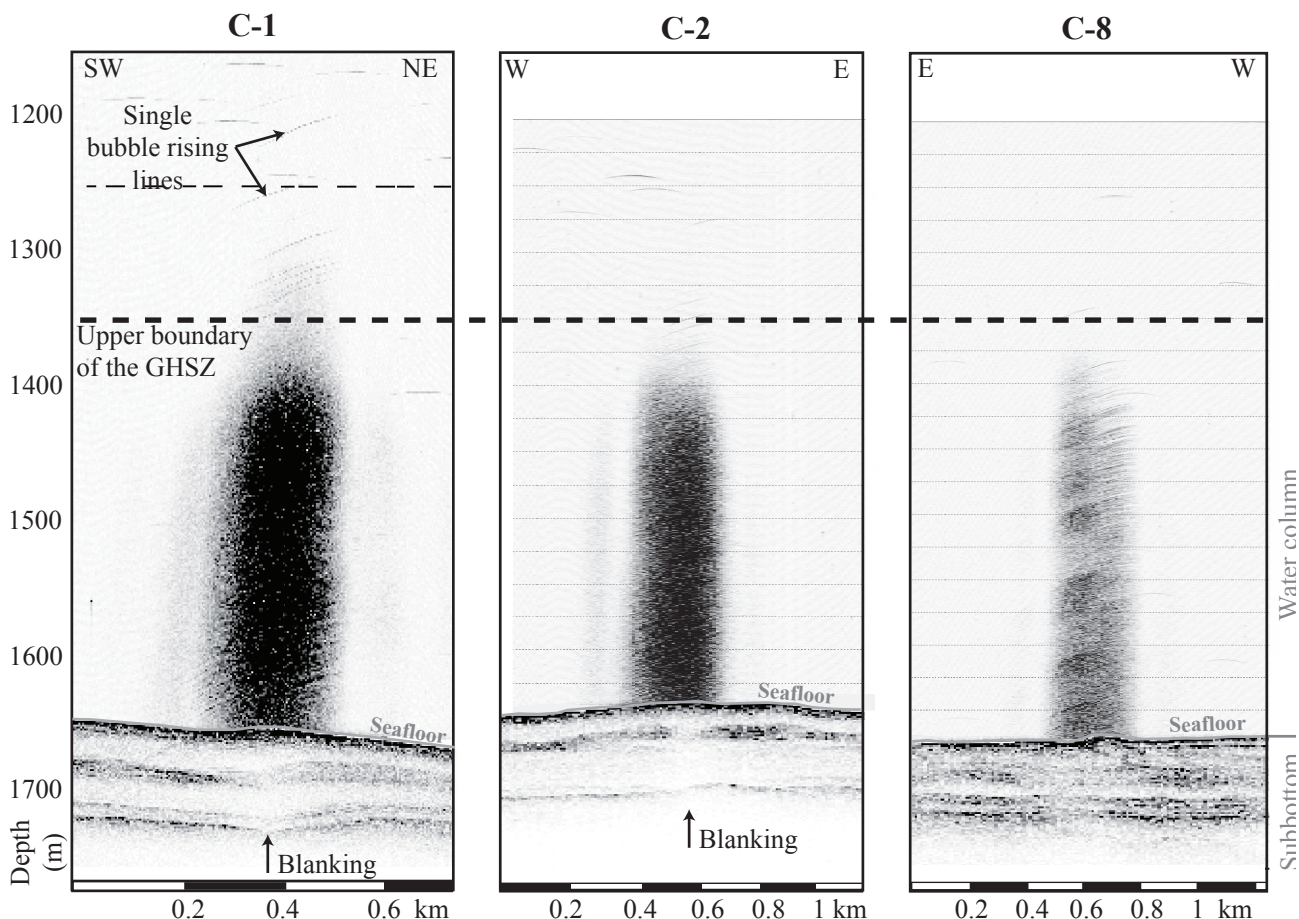 C-1
C-2
C-8
SW
NE
W
E
E
W
1200
1300
1400
1500
1600
1700
Depth
(m)
Single
bubble rising
lines
Upper boundary
of the GHSZ
Seafloor
Seafloor
Seafloor
Blanking
Blanking
Water column
Subbottom
0.2 0.4 0.6 km
0.2 0.4 0.6 0.8 1 km
0.2 0.4 0.6 0.8 1 km